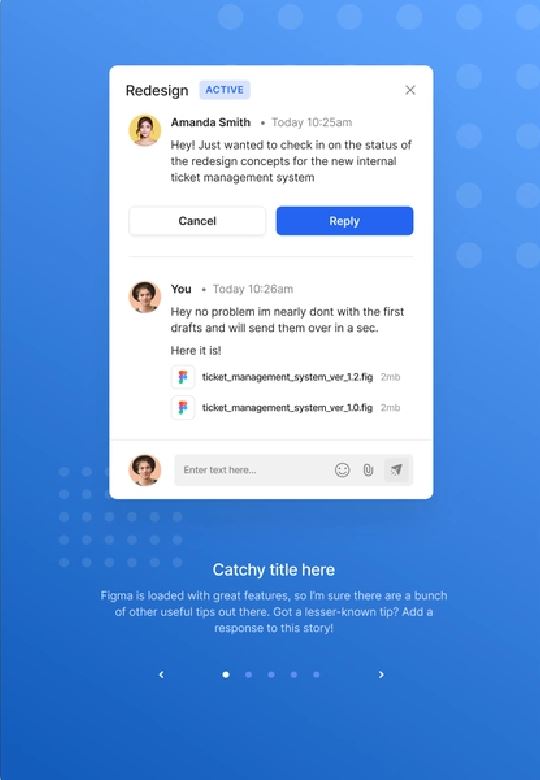 Redesign ACTIVE
Amanda Smith • Today 10:25am
Hey! Just wanted to check in on the status of
the redesign concepts for the new internal
ticket management system
Cancel Reply
You • Today 10:26am
Hey no problem im nearly dont with the first
drafts and will send them over in a sec.
Here it is!
ticket_management_system_ver_1.2.fig 2mb
ticket_management_system_ver_1.0.fig 2mb
Enter text here...
Catchy title here
Figma is loaded with great features, so I'm sure there are a bunch
of other useful tips out there. Got a lesser-known tip? Add a
response to this story!